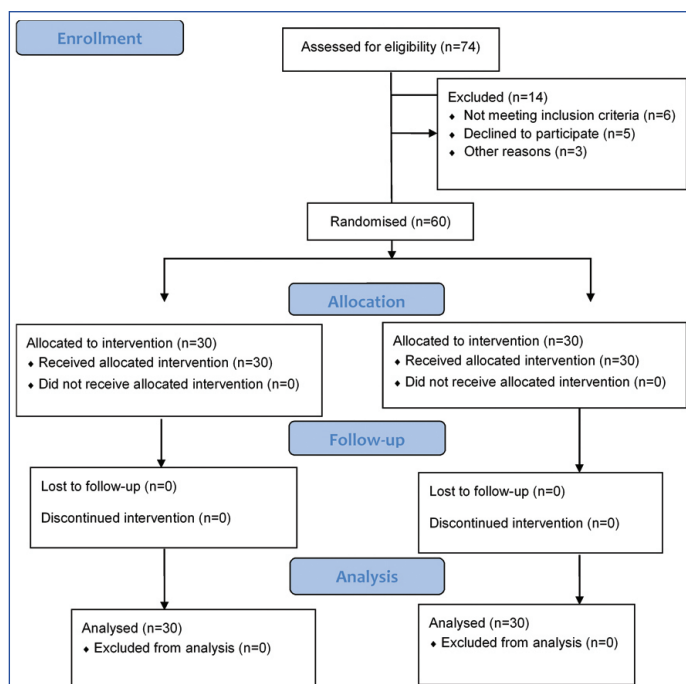 Enrollment
Assessed for eligibility (n=74)
Excluded (n=14)
♦ Not meeting inclusion criteria (n=6)
♦ Declined to participate (n=5)
♦ Other reasons (n=3)
Randomised (n=60)
Allocation
Allocated to intervention (n=30)
♦ Received allocated intervention (n=30)
♦ Did not receive allocated intervention (n=0)
Allocated to intervention (n=30)
♦ Received allocated intervention (n=30)
♦ Did not receive allocated intervention (n=0)
Follow-up
Lost to follow-up (n=0)
Discontinued intervention (n=0)
Lost to follow-up (n=0)
Discontinued intervention (n=0)
Analysis
Analysed (n=30)
♦ Excluded from analysis (n=0)
Analysed (n=30)
♦ Excluded from analysis (n=0)